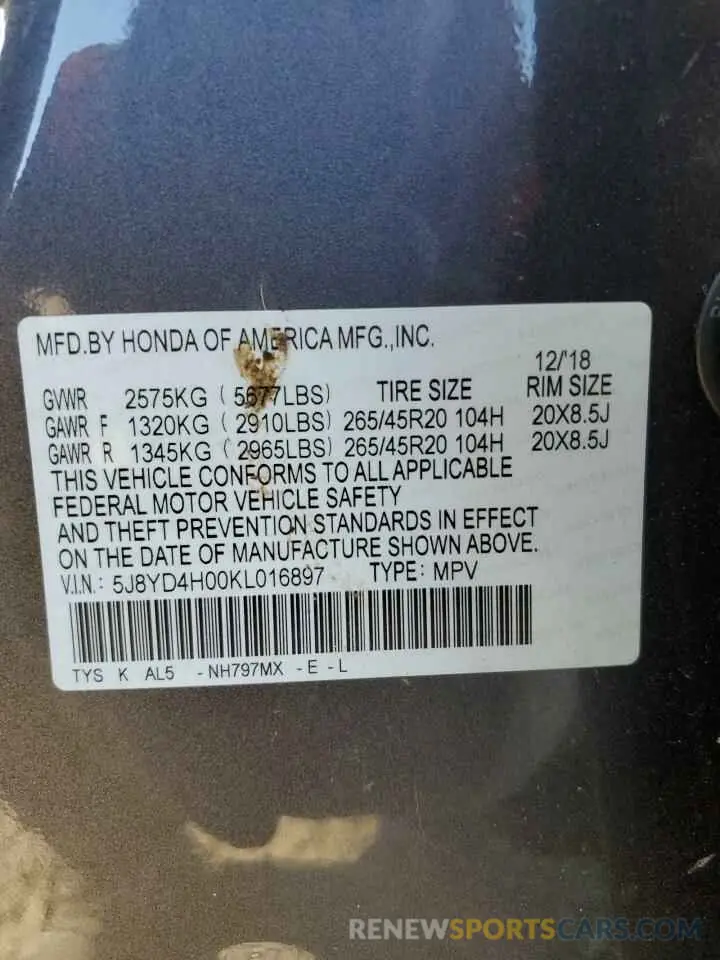 MFD.BY HONDA OF AMERICA MFG.,INC.
12/'18
GVWR 2575KG ( 5677LBS) TIRE SIZE RIM SIZE
GAWR F 1320KG ( 2910LBS) 265/45R20 104H 20X8.5J
GAWR R 1345KG ( 2965LBS) 265/45R20 104H 20X8.5J
THIS VEHICLE CONFORMS TO ALL APPLICABLE
FEDERAL MOTOR VEHICLE SAFETY
AND THEFT PREVENTION STANDARDS IN EFFECT
ON THE DATE OF MANUFACTURE SHOWN ABOVE.
V.I.N.: 5J8YD4H00KL016897 TYPE: MPV
TYS K AL5 -NH797MX -E -L
RENEWSPORTSCARS.COM